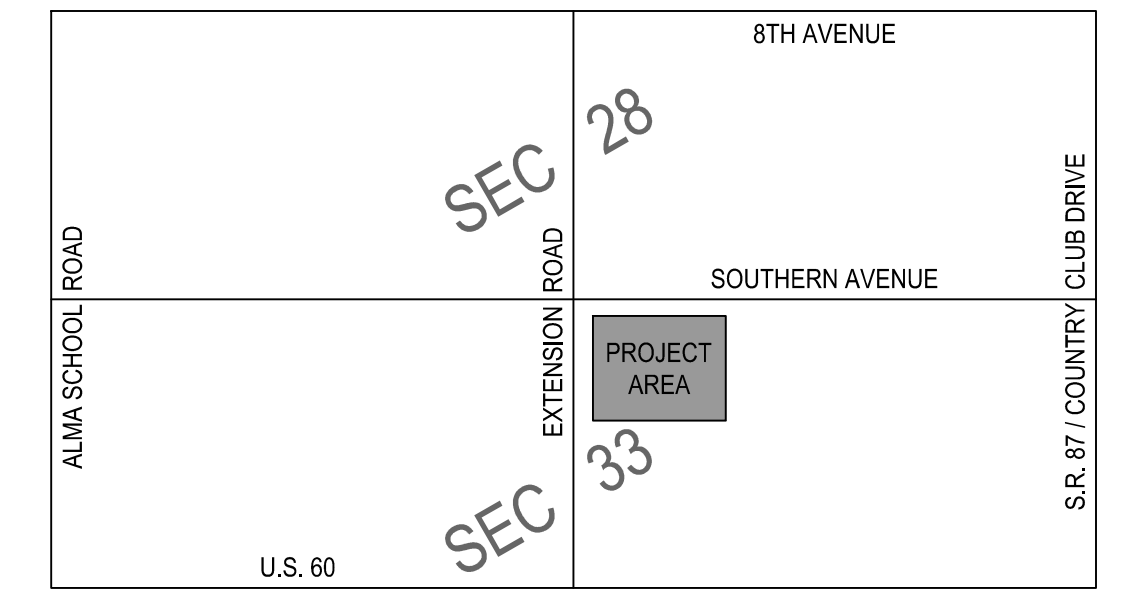 8TH AVENUE
SEC 28
ALMA SCHOOL ROAD
EXTENSION ROAD
S.R. 87 / COUNTRY CLUB DRIVE
SOUTHERN AVENUE
PROJECT
AREA
SEC 33
U.S. 60